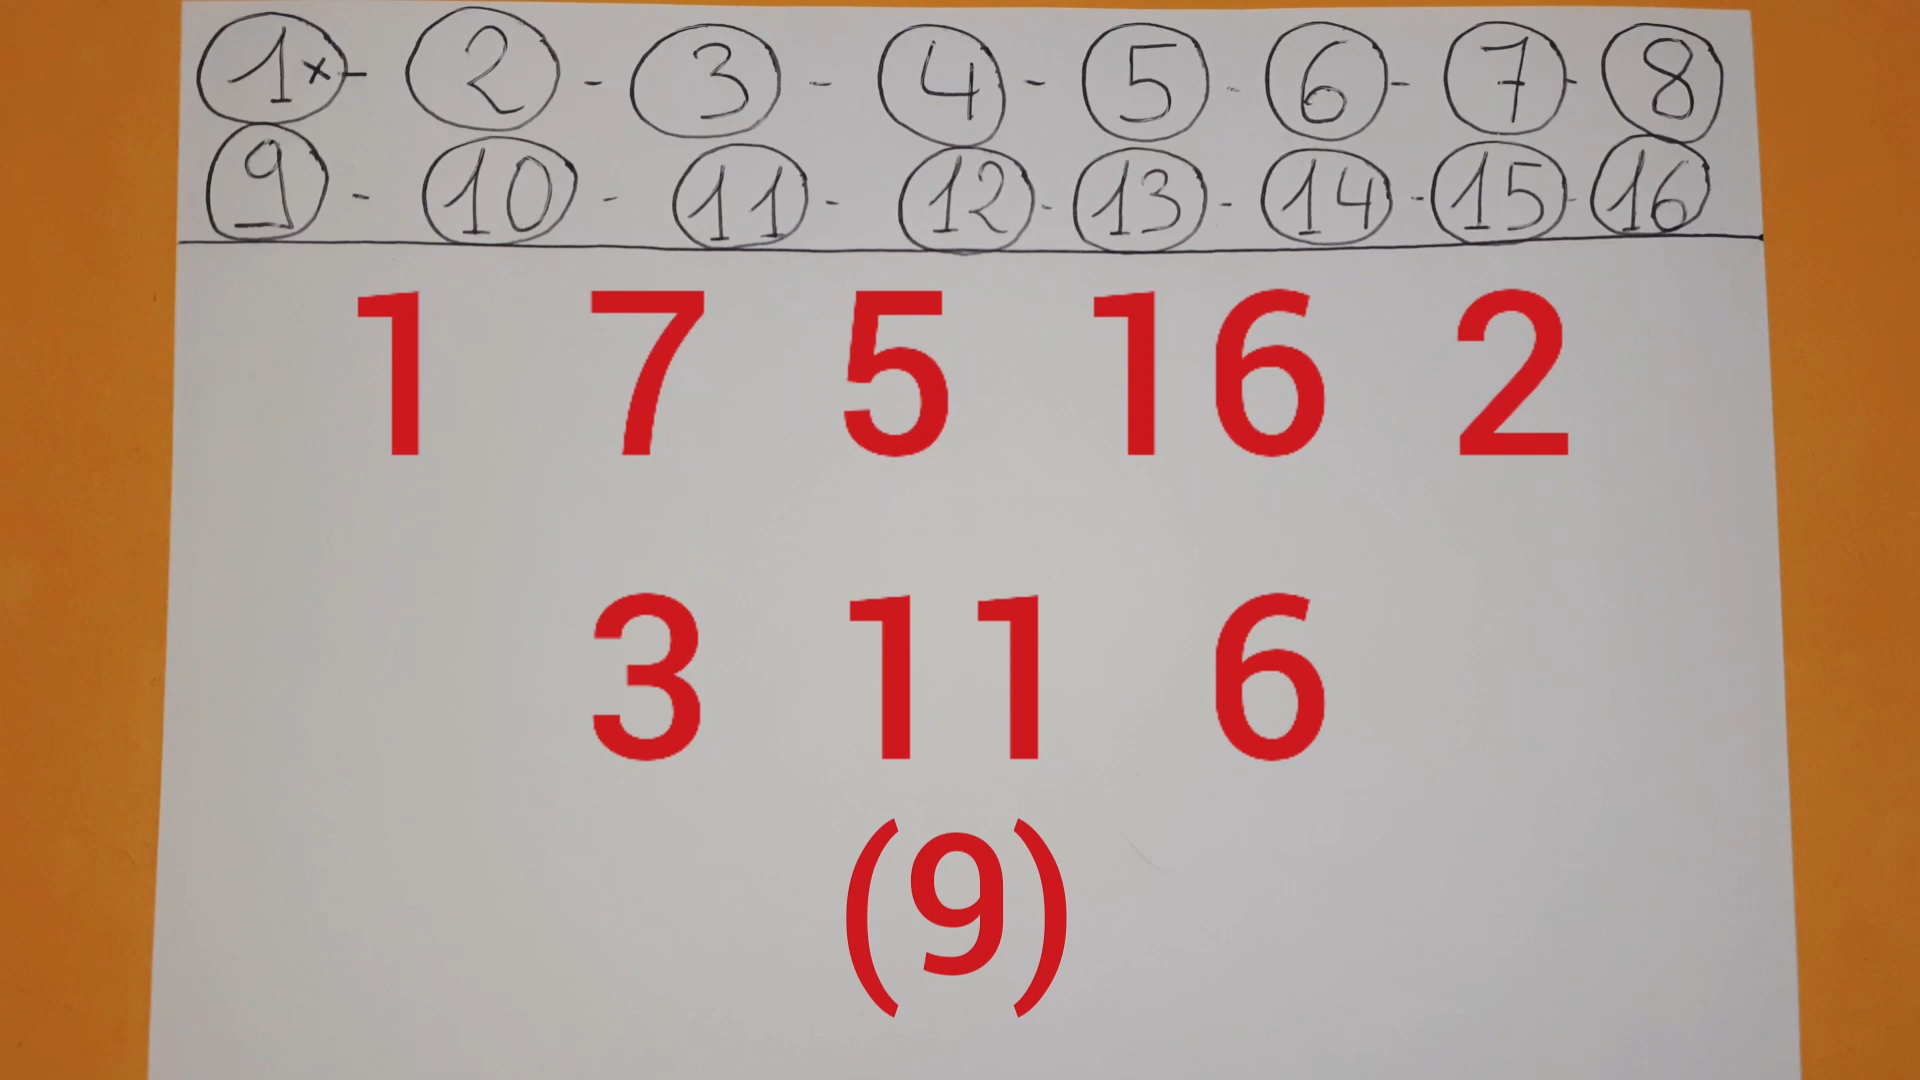 1x - 2 - 3 - 4 - 5 - 6 - 7 - 8
9 - 10 - 11 - 12 - 13 - 14 - 15 - 16
1 7 5 16 2
3 11 6
(9)